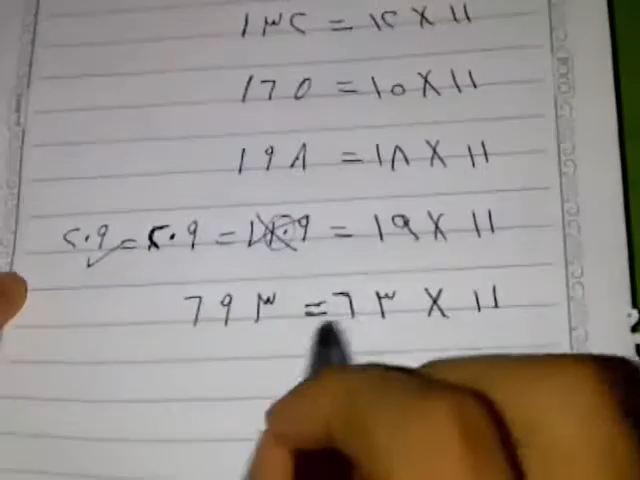 ١١ × ١٢ = ١٣٢
١١ × ١٥ = ١٦٥
١١ × ١٨ = ١٩٨
١١ × ١٩ = = ٢٠٩ = ٢٠٩
١١ × ٦٣ = ٦٩٣